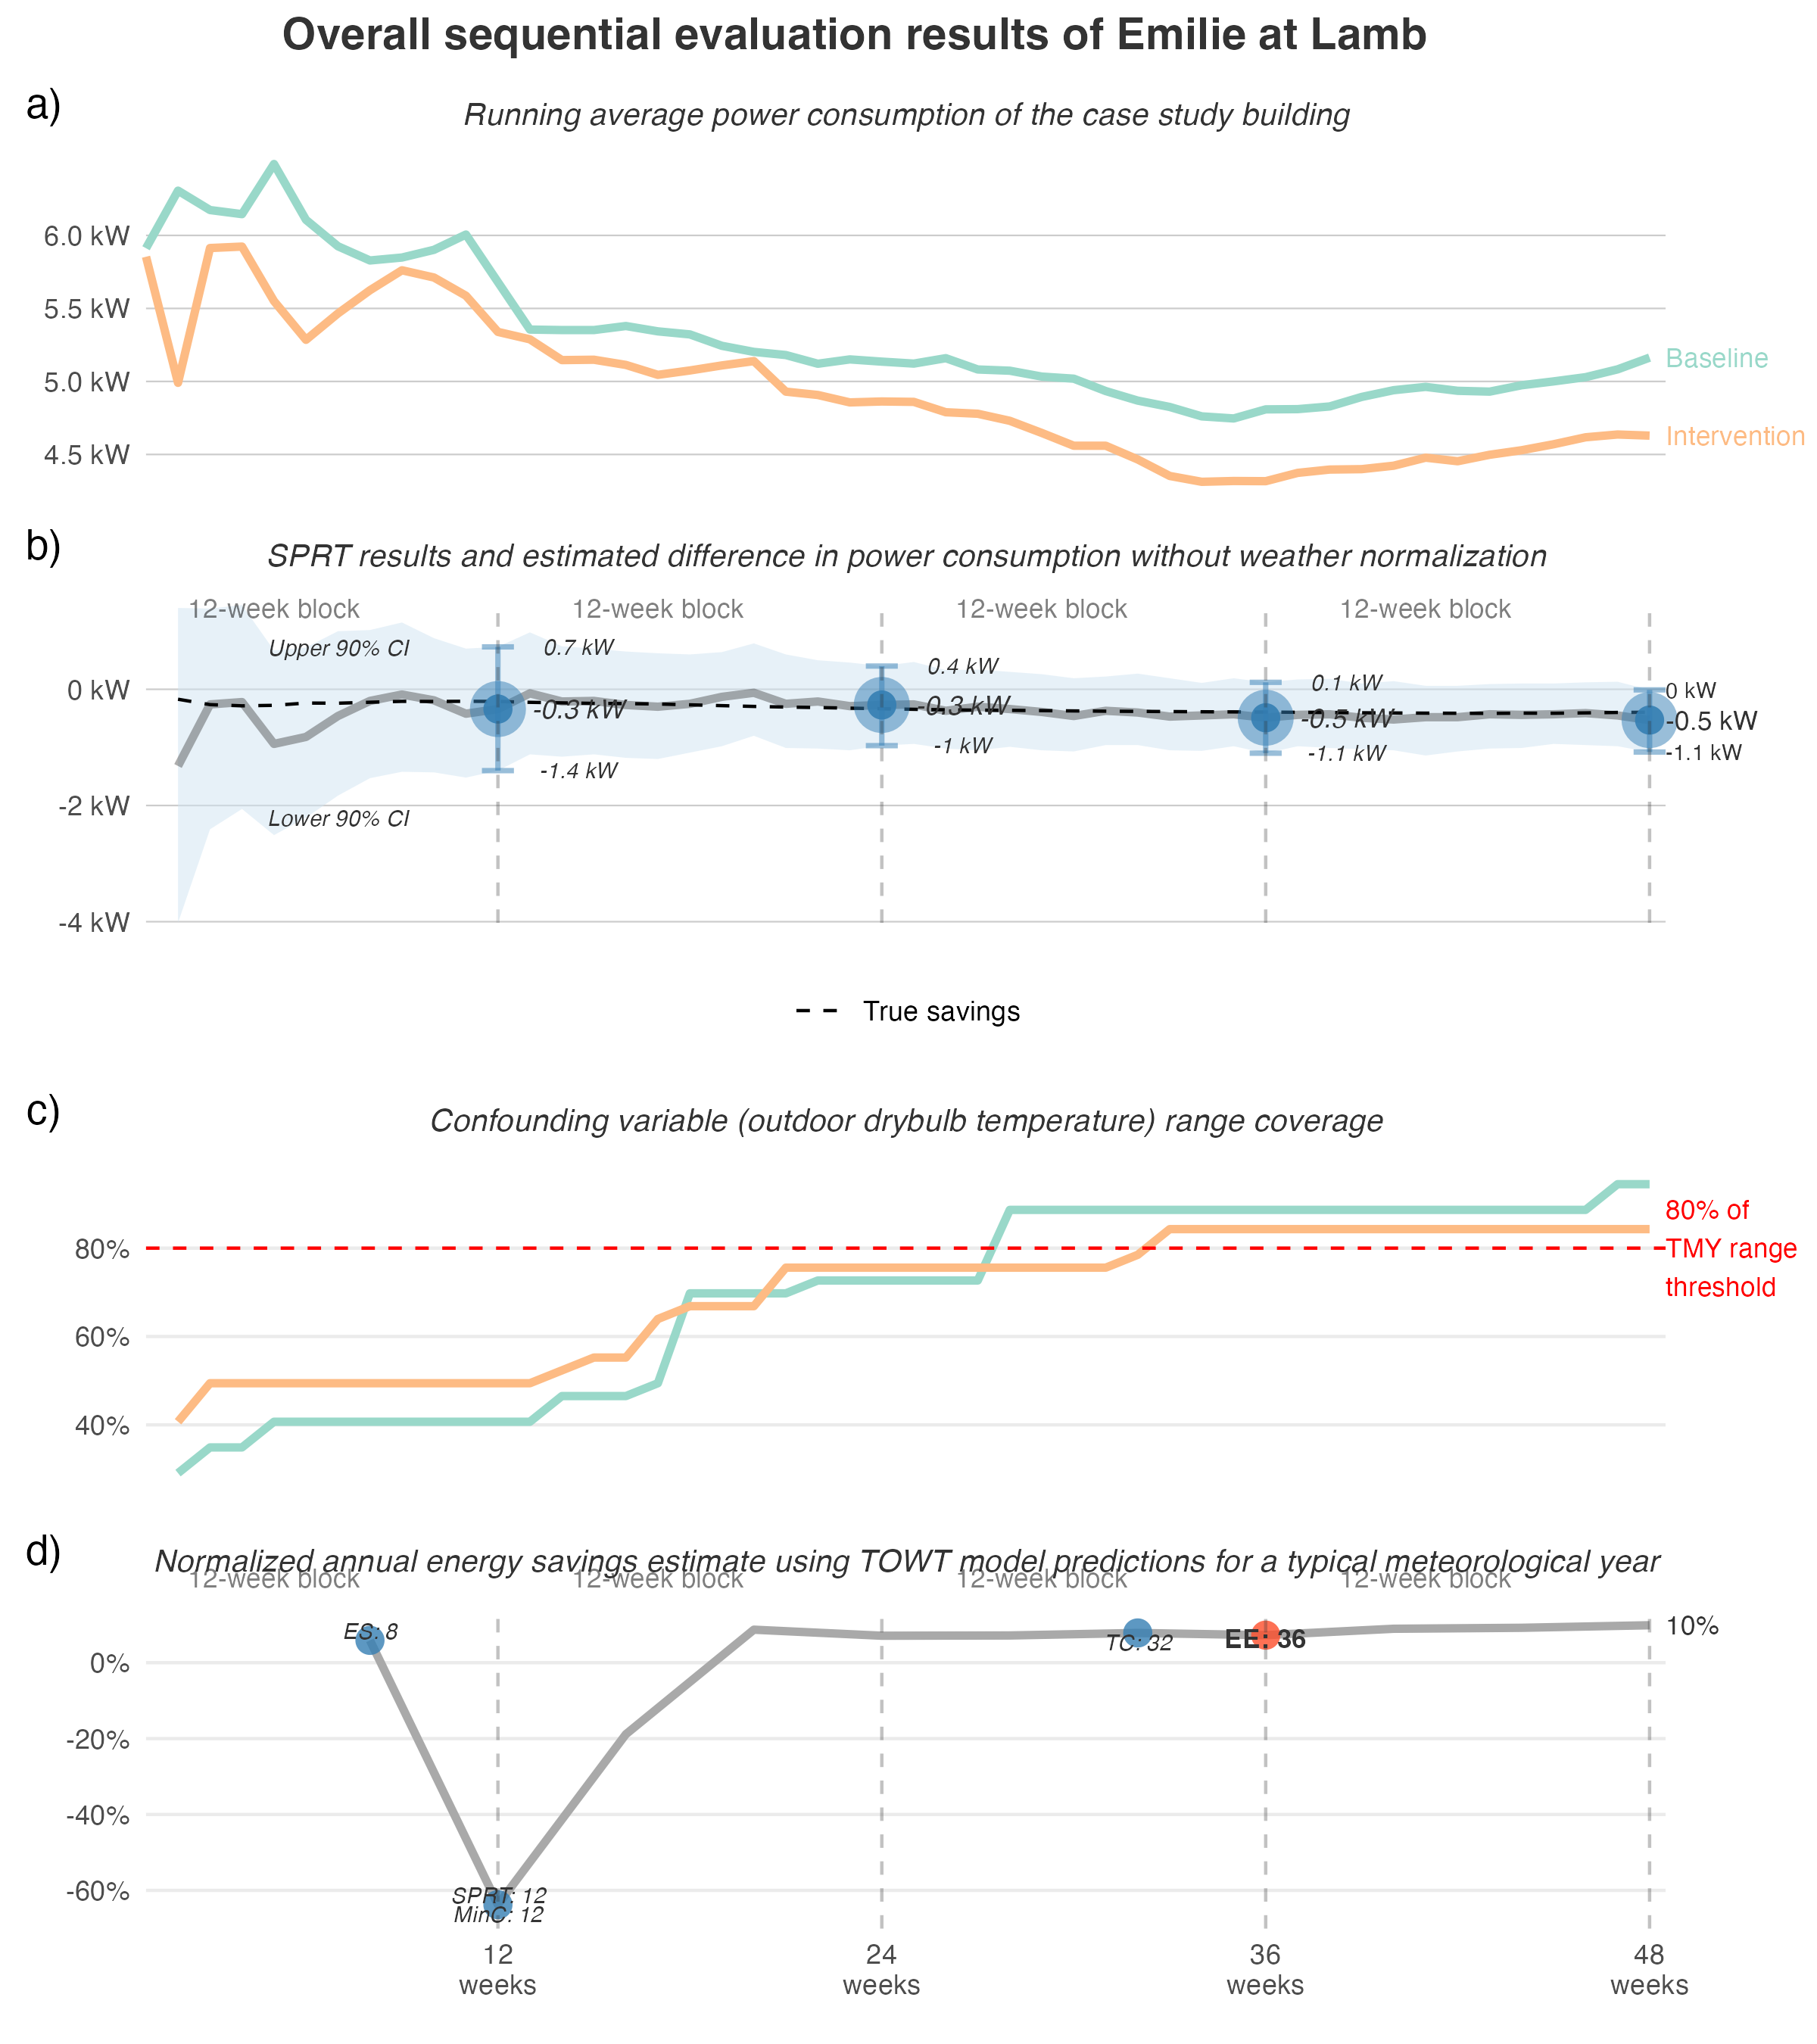 Overall sequential evaluation results of Emilie at Lamb
a)
Running average power consumption of the case study building
6.0 kW
5.5 kW
5.0 kW
4.5 kW
Baseline
Intervention
b)
SPRT results and estimated difference in power consumption without weather normalization
12-week block
12-week block
12-week block
12-week block
Upper 90% CI
Lower 90% CI
0 kW
-2 kW
-4 kW
0.7 kW
-0.3 kW
-1.4 kW
0.4 kW
-0.3 kW
-1 kW
0.1 kW
-0.5 kW
-1.1 kW
0 kW
-0.5 kW
-1.1 kW
True savings
c)
Confounding variable (outdoor drybulb temperature) range coverage
80%
60%
40%
80% of
TMY range
threshold
d)
Normalized annual energy savings estimate using TOWT model predictions for a typical meteorological year
12-week block
12-week block
12-week block
12-week block
0%
-20%
-40%
-60%
ES: 8
SPRT: 12
MinC: 12
TC: 32
EE: 36
10%
12
weeks
24
weeks
36
weeks
48
weeks